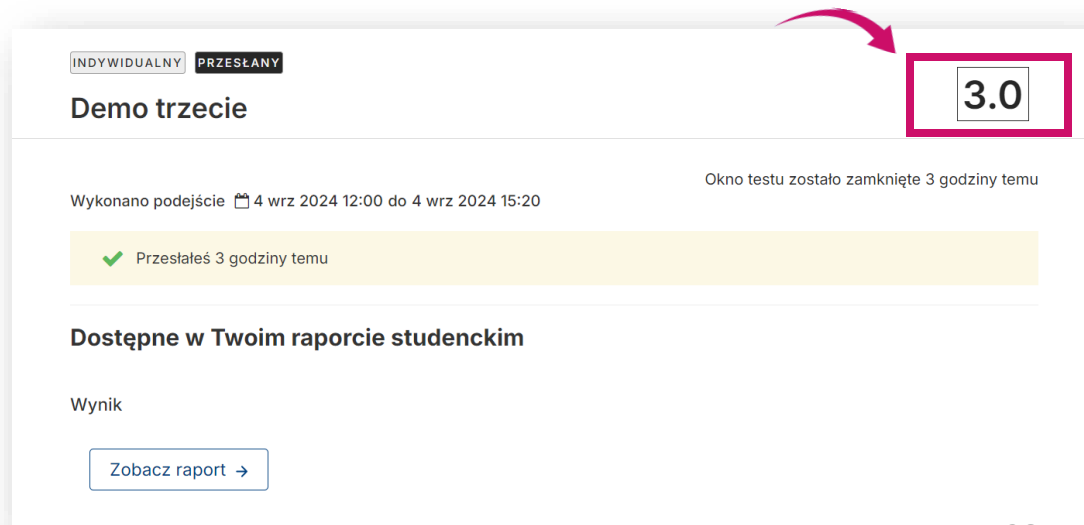 INDYWIDUALNY PRZESŁANY
Demo trzecie
3.0
Okno testu zostało zamknięte 3 godziny temu
Wykonano podejście 4 wrz 2024 12:00 do 4 wrz 2024 15:20
Przesłałeś 3 godziny temu
Dostępne w Twoim raporcie studenckim
Wynik
Zobacz raport →